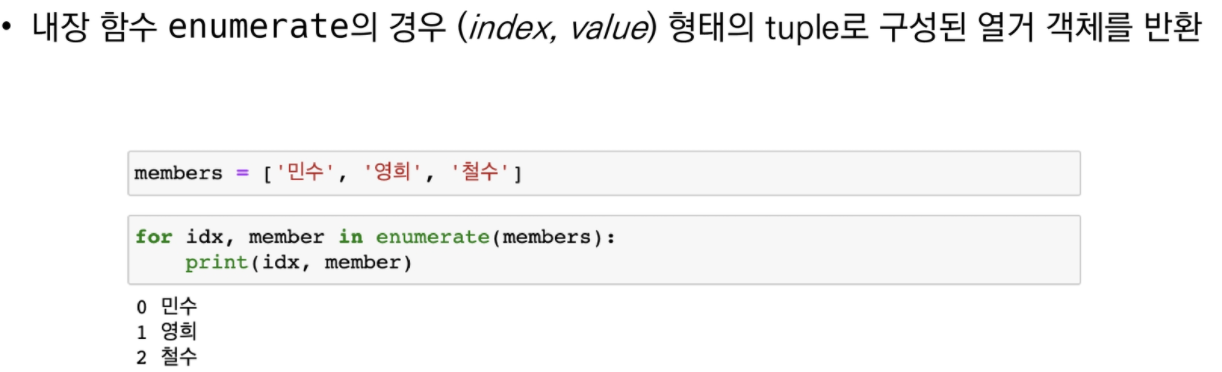 • 내장 함수 enumerate의 경우 (index, value) 형태의 tuple로 구성된 열거 객체를 반환
members = ['민수', '영희', '철수']
for idx, member in enumerate(members):
    print(idx, member)
0 민수
1 영희
2 철수